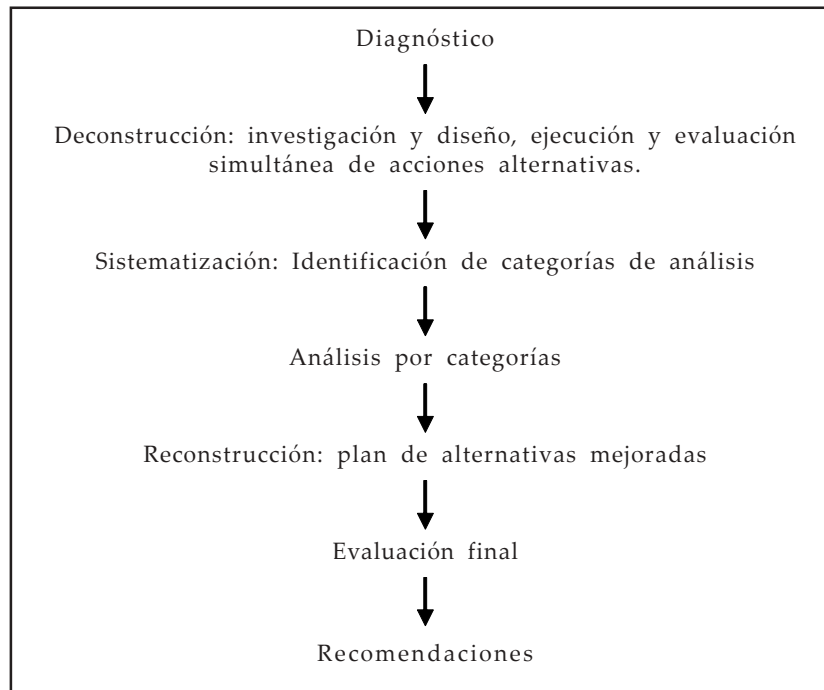 Diagnóstico
Deconstrucción: investigación y diseño, ejecución y evaluación
simultánea de acciones alternativas.
Sistematización: Identificación de categorías de análisis
Análisis por categorías
Reconstrucción: plan de alternativas mejoradas
Evaluación final
Recomendaciones